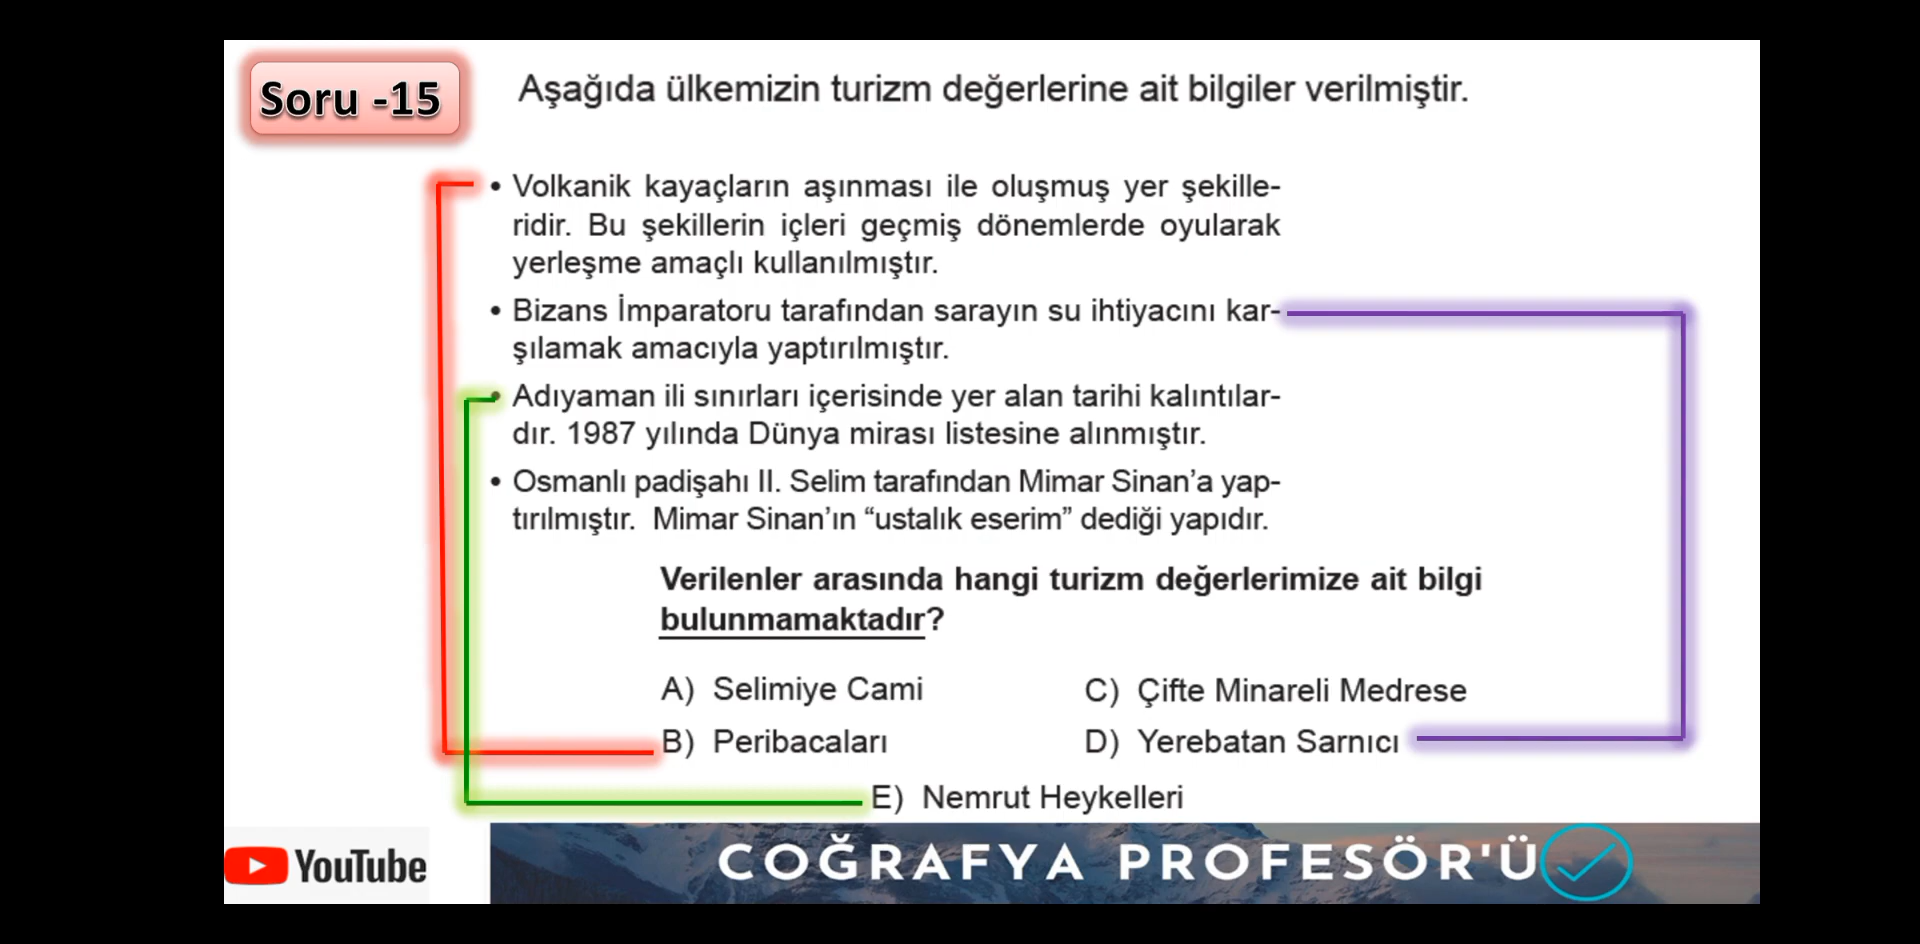 Soru -15
Aşağıda ülkemizin turizm değerlerine ait bilgiler verilmiştir.
• Volkanik kayaçların aşınması ile oluşmuş yer şekille-
ridir. Bu şekillerin içleri geçmiş dönemlerde oyularak
yerleşme amaçlı kullanılmıştır.
• Bizans İmparatoru tarafından sarayın su ihtiyacını kar-
şılamak amacıyla yaptırılmıştır.
• Adıyaman ili sınırları içerisinde yer alan tarihi kalıntılar-
dır. 1987 yılında Dünya mirası listesine alınmıştır.
• Osmanlı padişahı II. Selim tarafından Mimar Sinan’a yap-
tırılmıştır. Mimar Sinan’ın “ustalık eserim” dediği yapıdır.
Verilenler arasında hangi turizm değerlerimize ait bilgi
bulunmamaktadır?
A) Selimiye Cami
B) Peribacaları
C) Çifte Minareli Medrese
D) Yerebatan Sarnıcı
E) Nemrut Heykelleri
YouTube
COĞRAFYA PROFESÖR'Ü